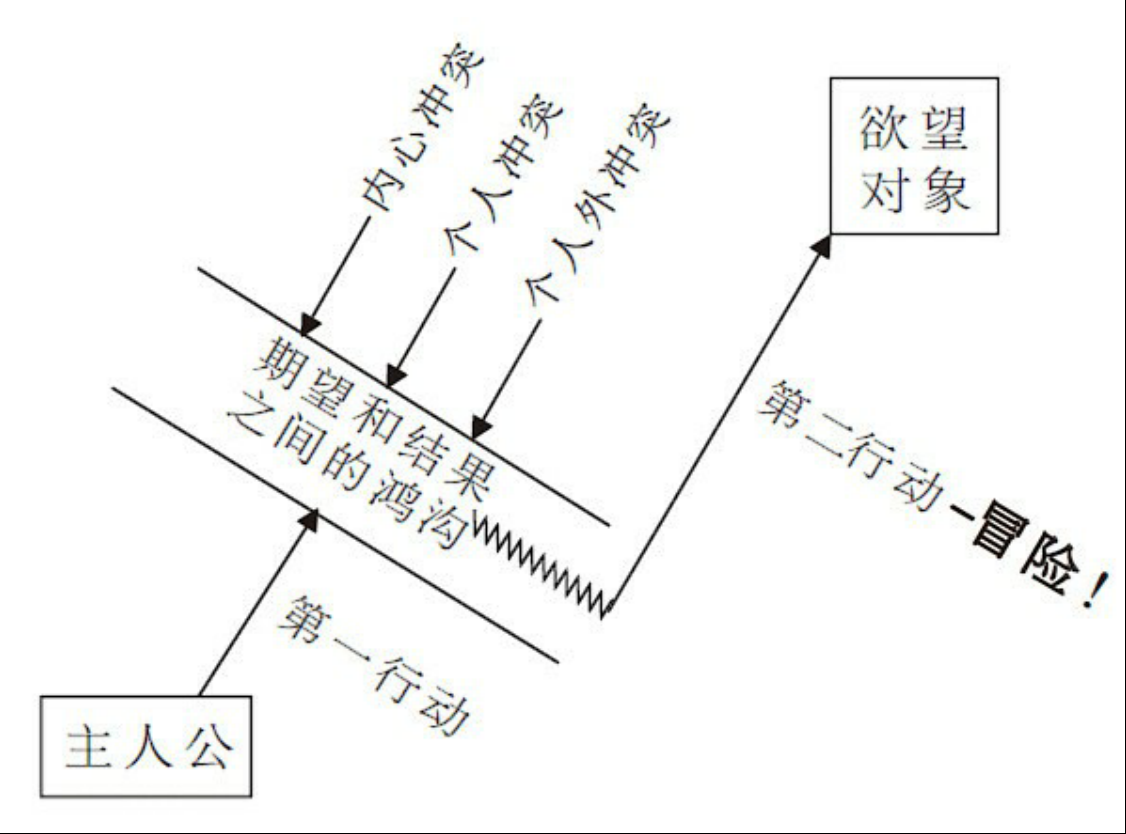 内心冲突
个人冲突
个人外冲突
欲望
对象
期望和结果
之间的鸿沟
第二行动-冒险！
第一行动
主人公